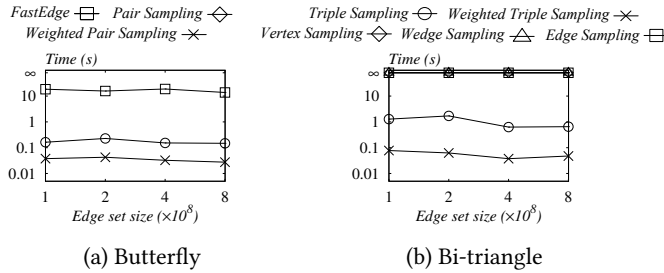 FastEdge Pair Sampling
Weighted Pair Sampling
Time (s)
∞
10
1
0.1
0.01
1 2 4 8
Edge set size (×10⁸)
(a) Butterfly
Triple Sampling Weighted Triple Sampling
Vertex Sampling Wedge Sampling Edge Sampling
Time (s)
∞
10
1
0.1
0.01
1 2 4 8
Edge set size (×10⁸)
(b) Bi-triangle